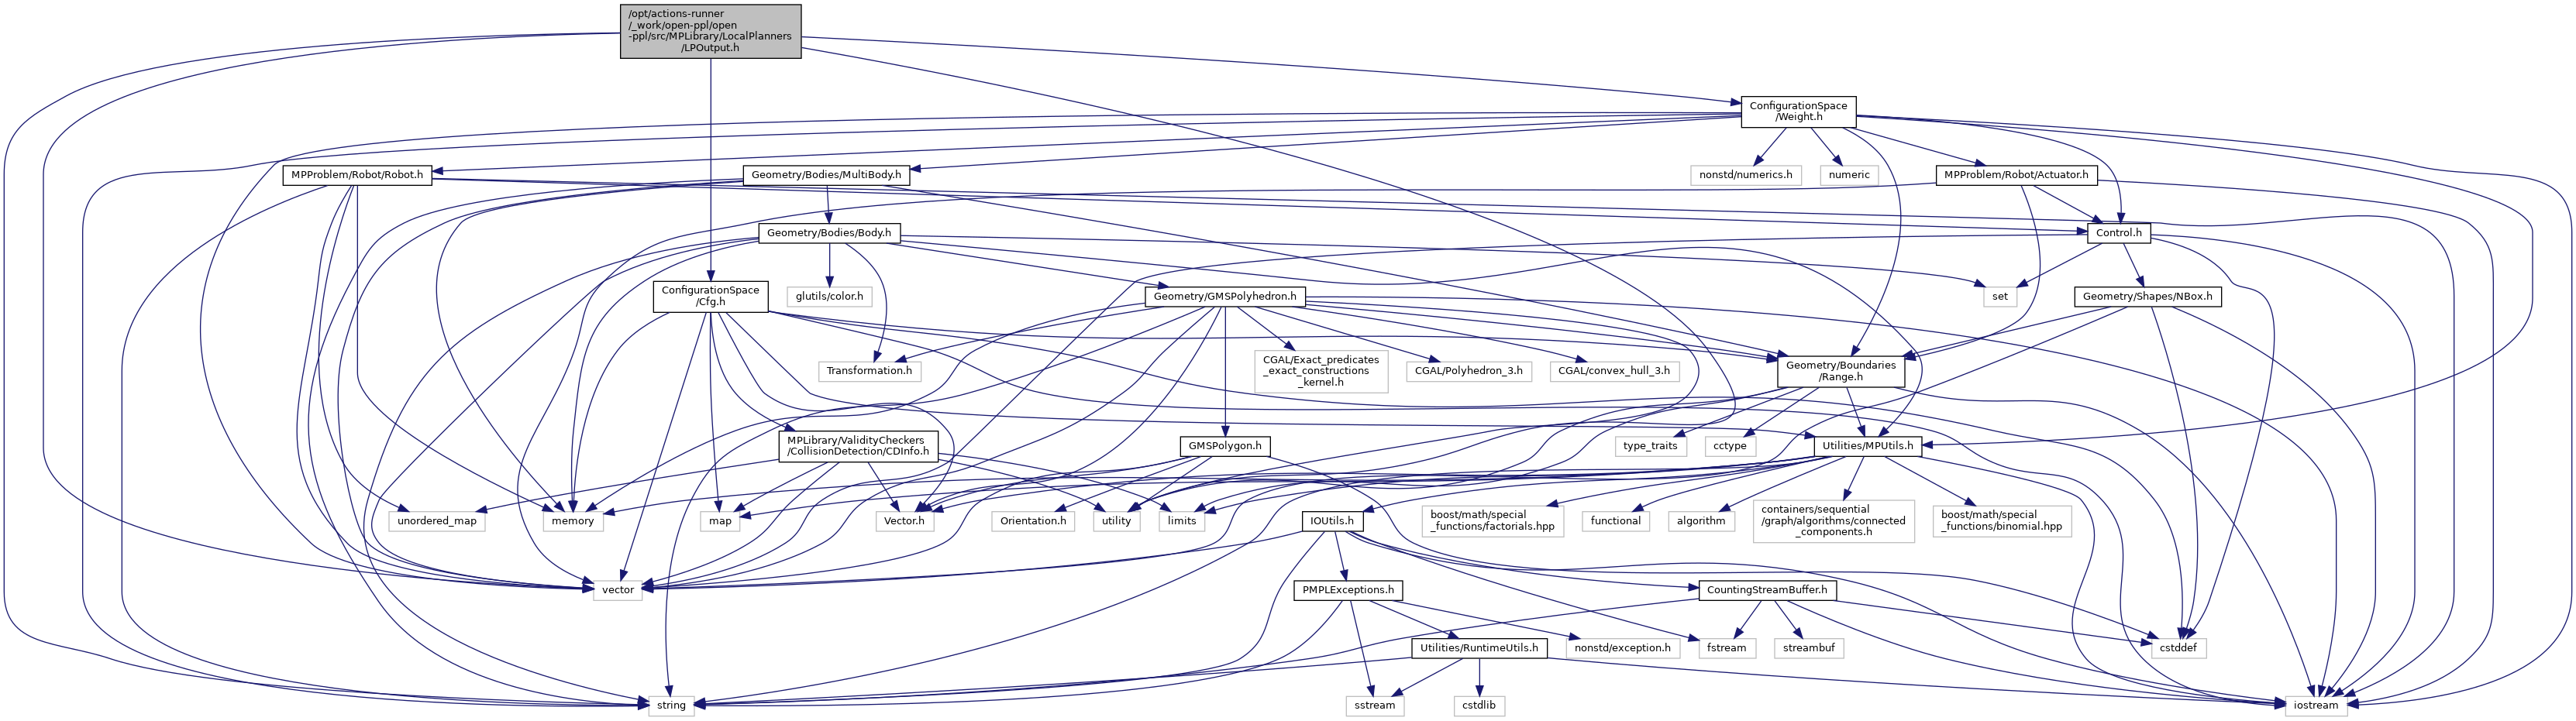 /opt/actions-runner
/_work/open-ppl/open
-ppl/src/MPLibrary/LocalPlanners
/LPOutput.h
ConfigurationSpace
/Weight.h
MPProblem/Robot/Robot.h
Geometry/Bodies/MultiBody.h
nonstd/numerics.h
numeric
MPProblem/Robot/Actuator.h
Geometry/Bodies/Body.h
Control.h
ConfigurationSpace
/Cfg.h
glutils/color.h
Geometry/GMSPolyhedron.h
set
Geometry/Shapes/NBox.h
Transformation.h
CGAL/Exact_predicates
_exact_constructions
_kernel.h
CGAL/Polyhedron_3.h
CGAL/convex_hull_3.h
Geometry/Boundaries
/Range.h
MPLibrary/ValidityCheckers
/CollisionDetection/CDInfo.h
GMSPolygon.h
type_traits
cctype
Utilities/MPUtils.h
unordered_map
memory
map
Vector.h
Orientation.h
utility
limits
IOUtils.h
boost/math/special
_functions/factorials.hpp
functional
algorithm
containers/sequential
/graph/algorithms/connected
_components.h
boost/math/special
_functions/binomial.hpp
vector
PMPLExceptions.h
CountingStreamBuffer.h
Utilities/RuntimeUtils.h
nonstd/exception.h
fstream
streambuf
cstddef
string
sstream
cstdlib
iostream